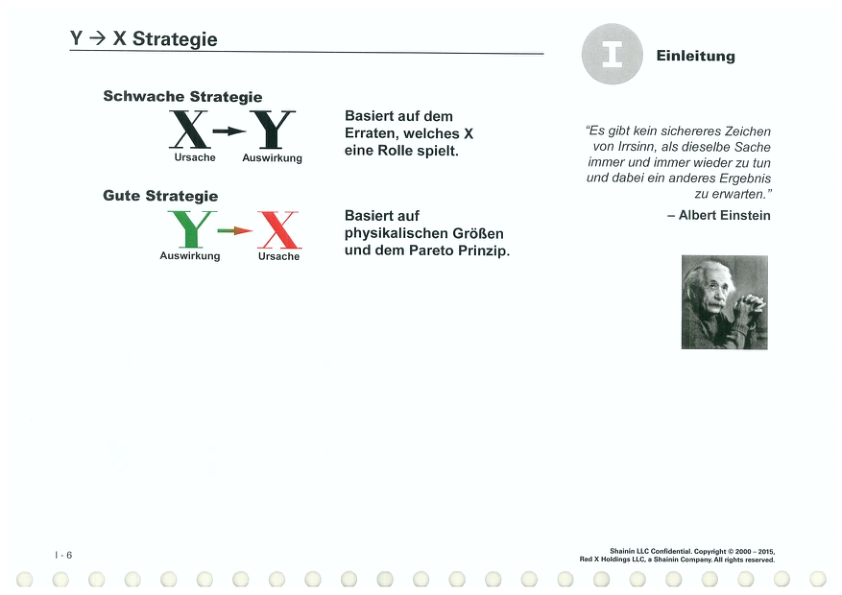 Y → X Strategie
I
Einleitung
Schwache Strategie
X → Y
Ursache Auswirkung
Basiert auf dem
Erraten, welches X
eine Rolle spielt.
Gute Strategie
Y → X
Auswirkung Ursache
Basiert auf
physikalischen Größen
und dem Pareto Prinzip.
“Es gibt kein sichereres Zeichen
von Irrsinn, als dieselbe Sache
immer und immer wieder zu tun
und dabei ein anderes Ergebnis
zu erwarten.”
– Albert Einstein
I - 6
Shainin LLC Confidential. Copyright © 2000 – 2015,
Red X Holdings LLC, a Shainin Company. All rights reserved.